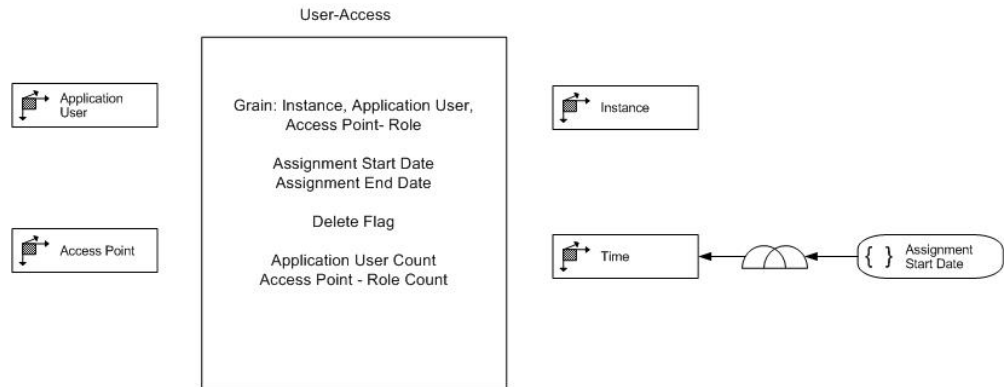 User-Access
Application
User
Grain: Instance, Application User,
Access Point- Role
Assignment Start Date
Assignment End Date
Delete Flag
Application User Count
Access Point - Role Count
Instance
Access Point
Time
{ } Assignment
Start Date